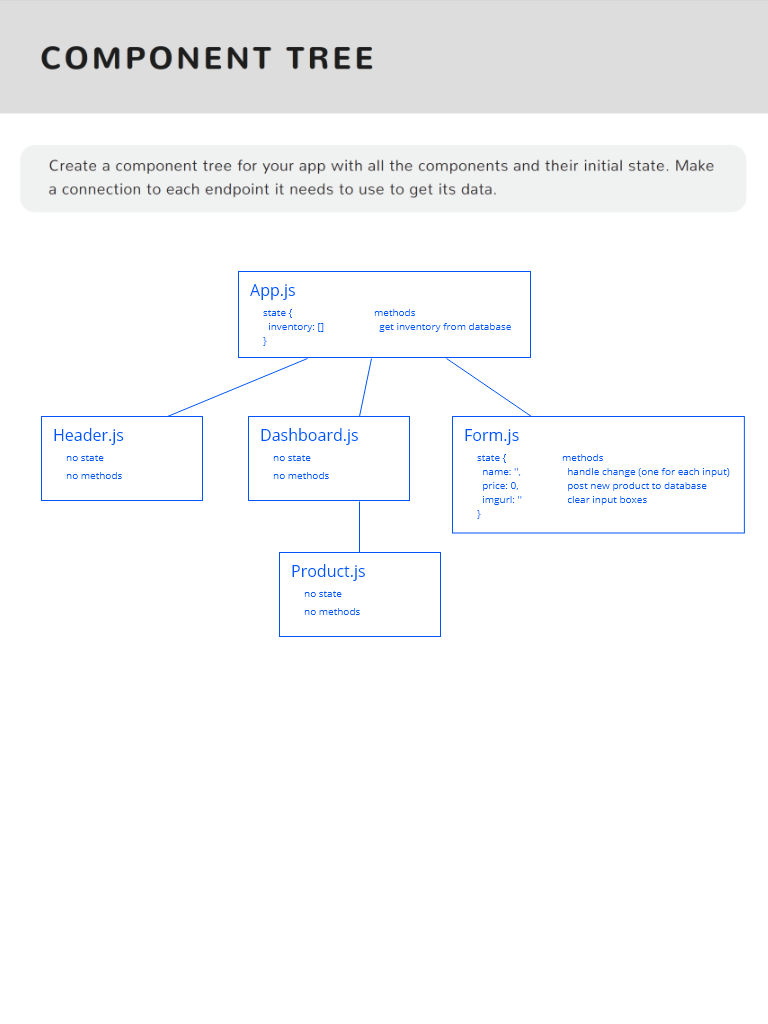 COMPONENT TREE
Create a component tree for your app with all the components and their initial state. Make
a connection to each endpoint it needs to use to get its data.
App.js
state {
inventory: []
}
methods
get inventory from database
Header.js
no state
no methods
Dashboard.js
no state
no methods
Form.js
state {
name: '',
price: 0,
imgurl: ''
}
methods
handle change (one for each input)
post new product to database
clear input boxes
Product.js
no state
no methods